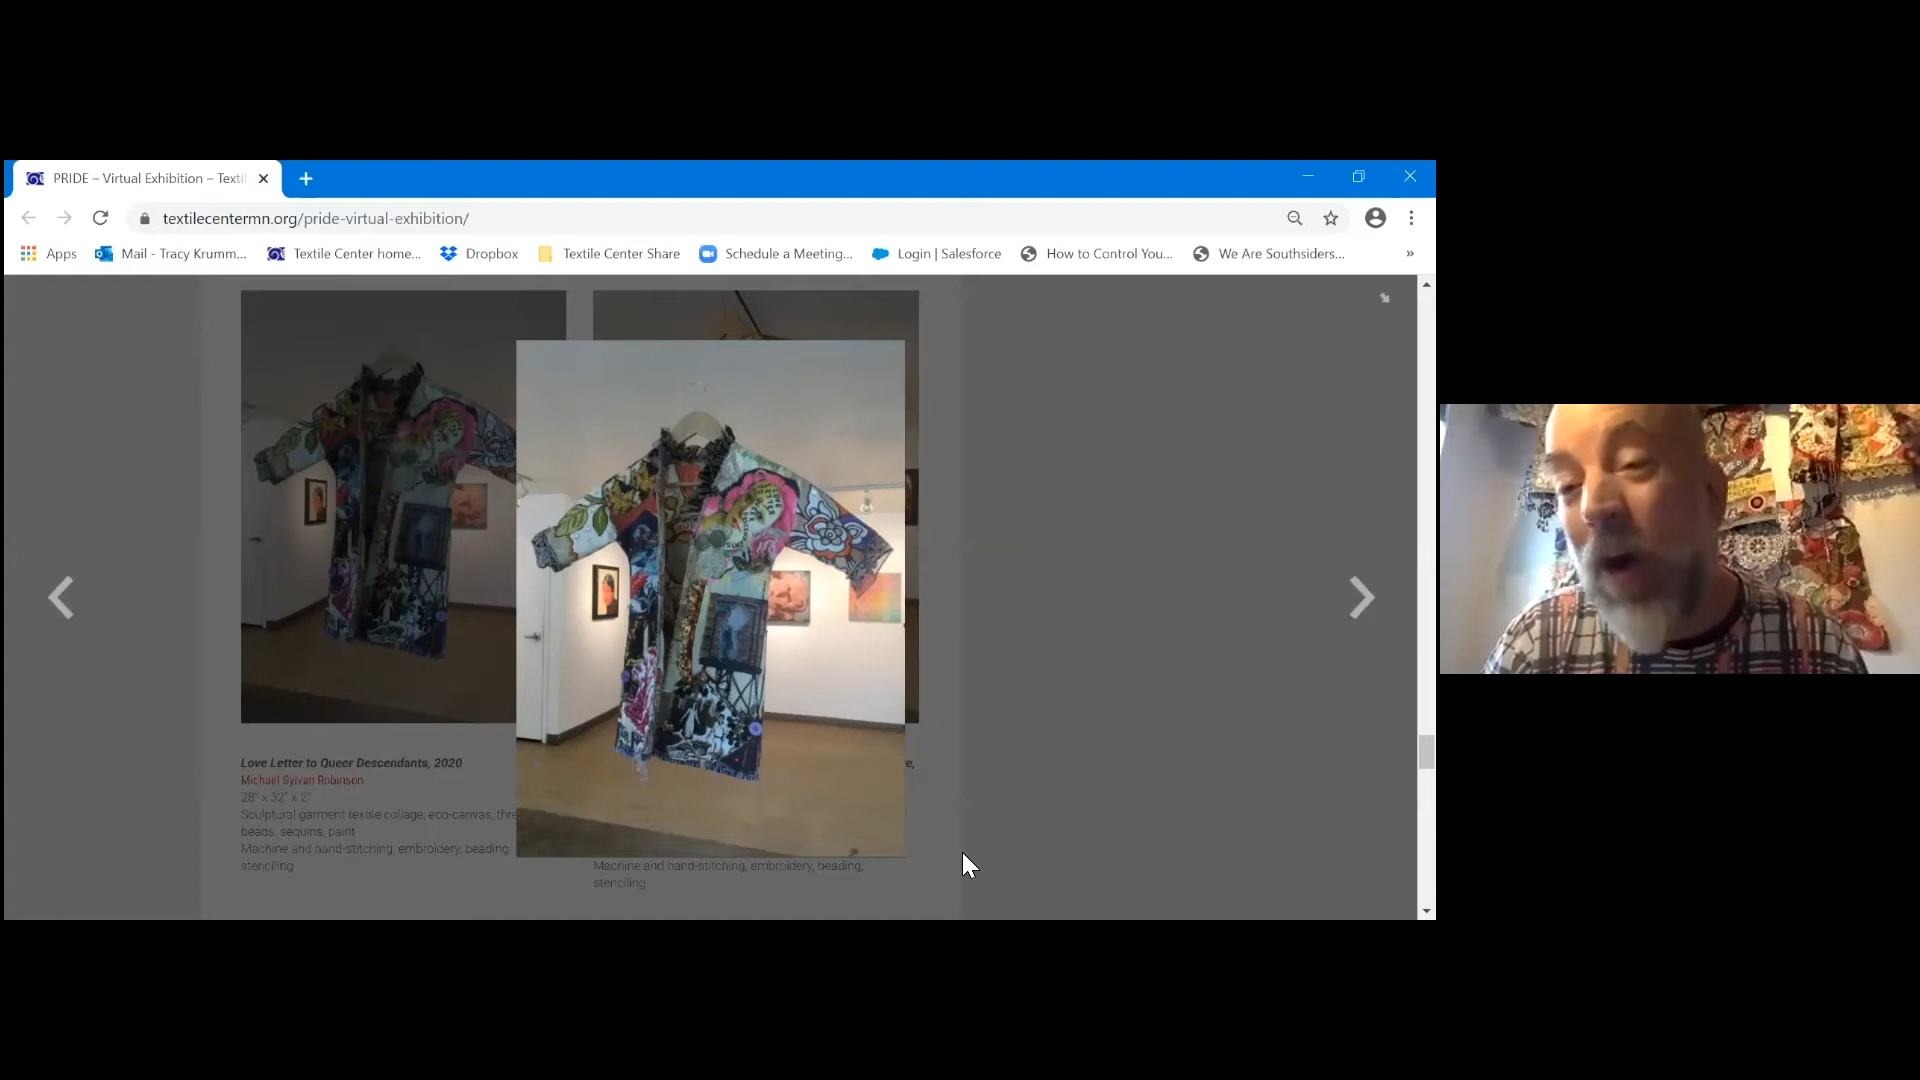 PRIDE – Virtual Exhibition – Texti
textilecentermn.org/pride-virtual-exhibition/
Apps Mail - Tracy Krumm... Textile Center home... Dropbox Textile Center Share Schedule a Meeting... Login | Salesforce How to Control You... We Are Southsiders... »
Love Letter to Queer Descendants, 2020
Michael Sylvan Robinson
28" x 32" x 2"
Sculptural garment textile collage, eco-canvas, thre
beads, sequins, paint
Machine and hand-stitching, embroidery, beading,
stenciling
Machine and hand-stitching, embroidery, beading,
stenciling